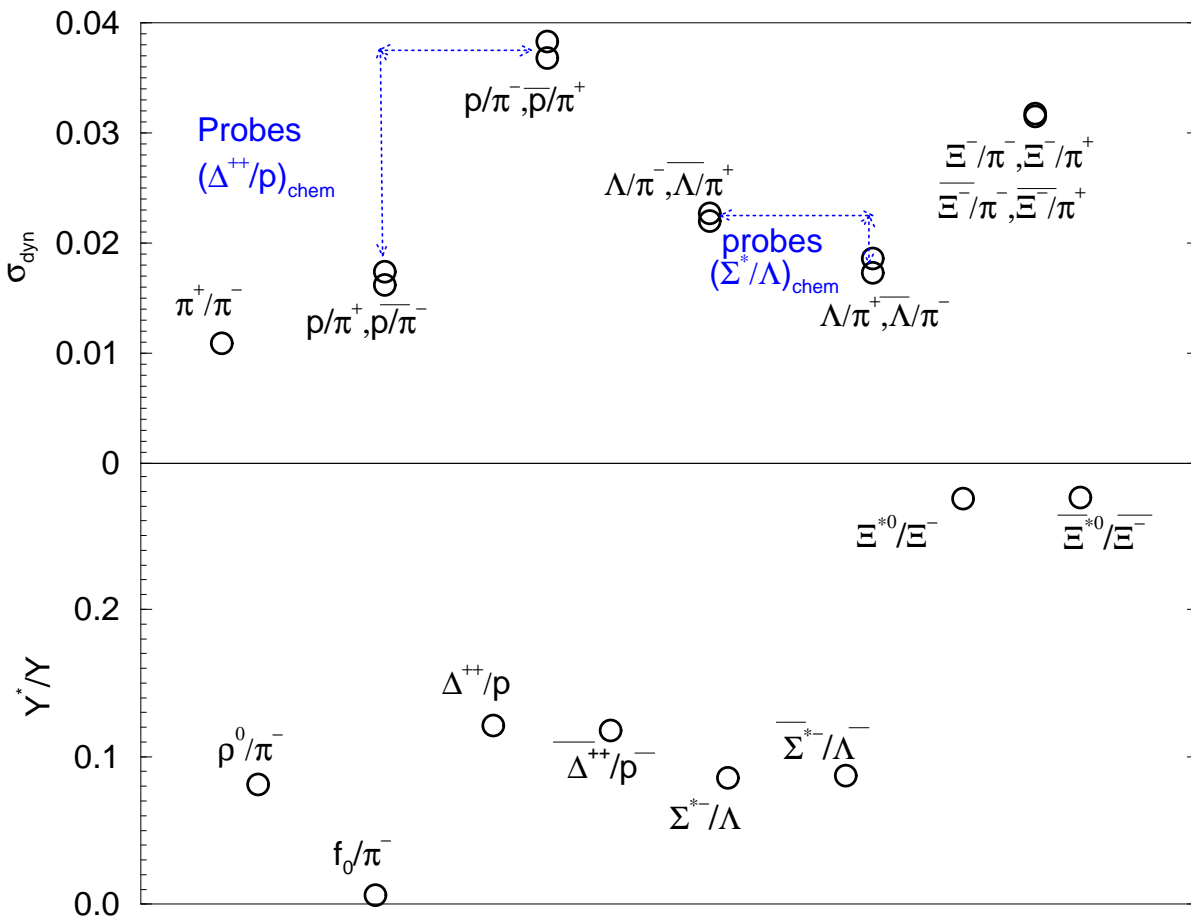 0.04
0.03
0.02
0.01
0
σdyn
p/π⁻,p̅/π⁺
Probes
(Δ⁺⁺/p)chem
Λ/π⁻,Λ̅/π⁺
Ξ⁻/π⁻,Ξ⁻/π⁺
Ξ̅⁻/π⁻,Ξ̅⁻/π⁺
probes
(Σ*/Λ)chem
π⁺/π⁻
p/π⁺,p̅/π⁻
Λ/π⁺,Λ̅/π⁻
0.2
0.1
0.0
Y*/Y
Ξ*⁰/Ξ⁻
Ξ̅*⁰/Ξ̅⁻
Δ⁺⁺/p
ρ⁰/π⁻
Δ̅⁺⁺/p̅
Σ̅*⁻/Λ̅
Σ*⁻/Λ
f₀/π⁻